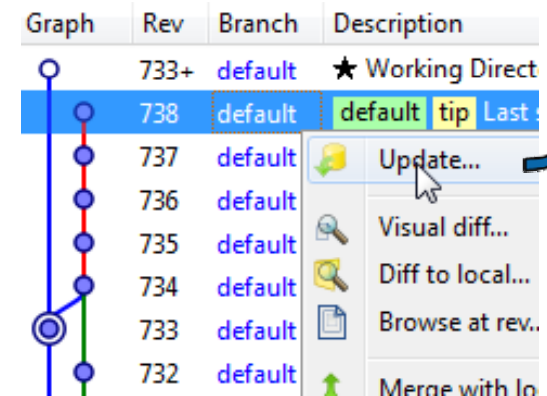 Graph Rev Branch Description
733+ default ★ Working Direct
738 default default tip Last s
737 default
Update...
736 default
735 default Visual diff...
734 default Diff to local...
733 default Browse at rev..
732 default
Merge with lo